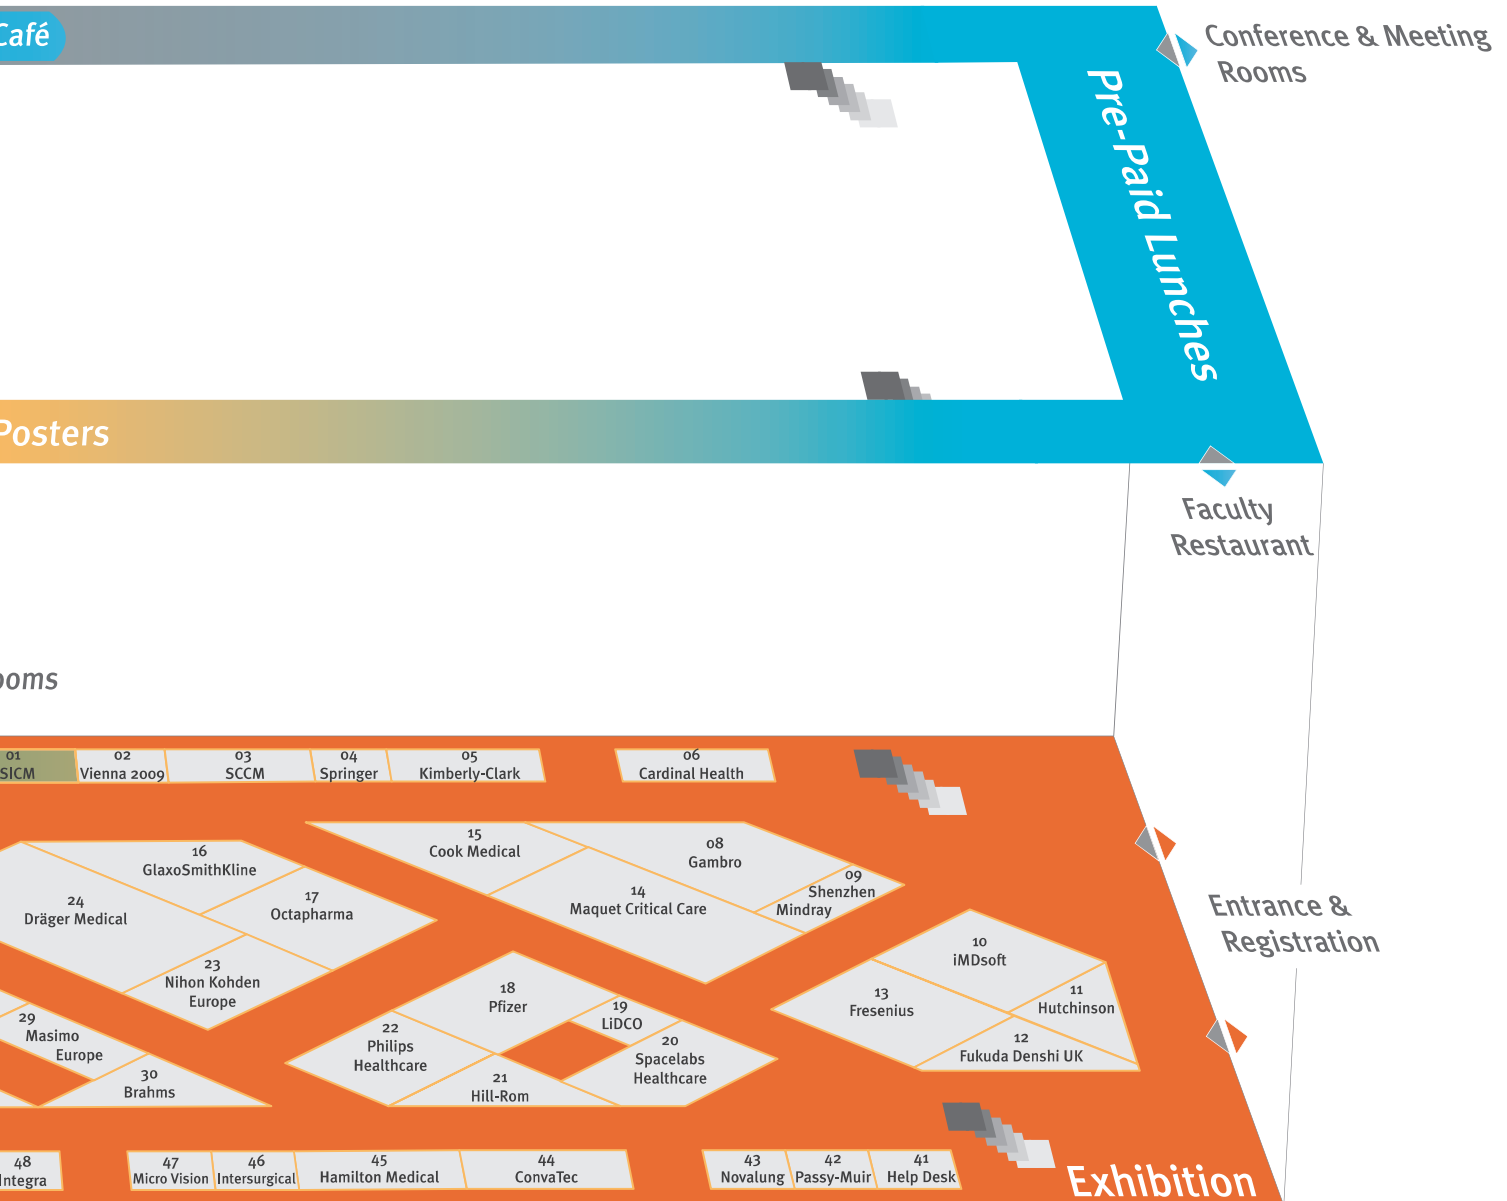 Café
Conference & Meeting
Rooms
Pre-Paid Lunches
Posters
Faculty
Restaurant
ooms
01
SICM
02
Vienna 2009
03
SCCM
04
Springer
05
Kimberly-Clark
06
Cardinal Health
15
Cook Medical
08
Gambro
16
GlaxoSmithKline
09
Shenzhen
Mindray
17
Octapharma
14
Maquet Critical Care
24
Dräger Medical
Entrance &
Registration
10
iMDsoft
23
Nihon Kohden
Europe
18
Pfizer
13
Fresenius
11
Hutchinson
19
LiDCO
29
Masimo
Europe
22
Philips
Healthcare
20
Spacelabs
Healthcare
12
Fukuda Denshi UK
30
Brahms
21
Hill-Rom
48
Integra
47
Micro Vision
46
Intersurgical
45
Hamilton Medical
44
ConvaTec
43
Novalung
42
Passy-Muir
41
Help Desk
Exhibition